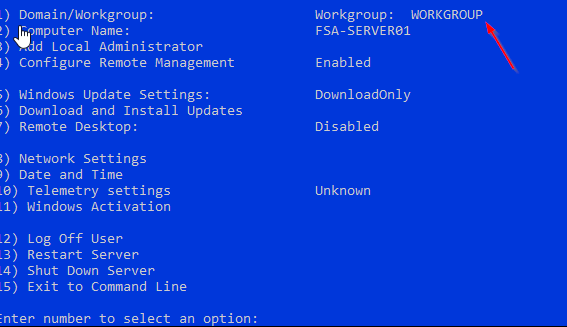 1) Domain/Workgroup: Workgroup: WORKGROUP
2) Computer Name: FSA-SERVER01
3) Add Local Administrator
4) Configure Remote Management Enabled
5) Windows Update Settings: DownloadOnly
6) Download and Install Updates
7) Remote Desktop: Disabled
8) Network Settings
9) Date and Time
10) Telemetry settings Unknown
11) Windows Activation
12) Log Off User
13) Restart Server
14) Shut Down Server
15) Exit to Command Line
Enter number to select an option: